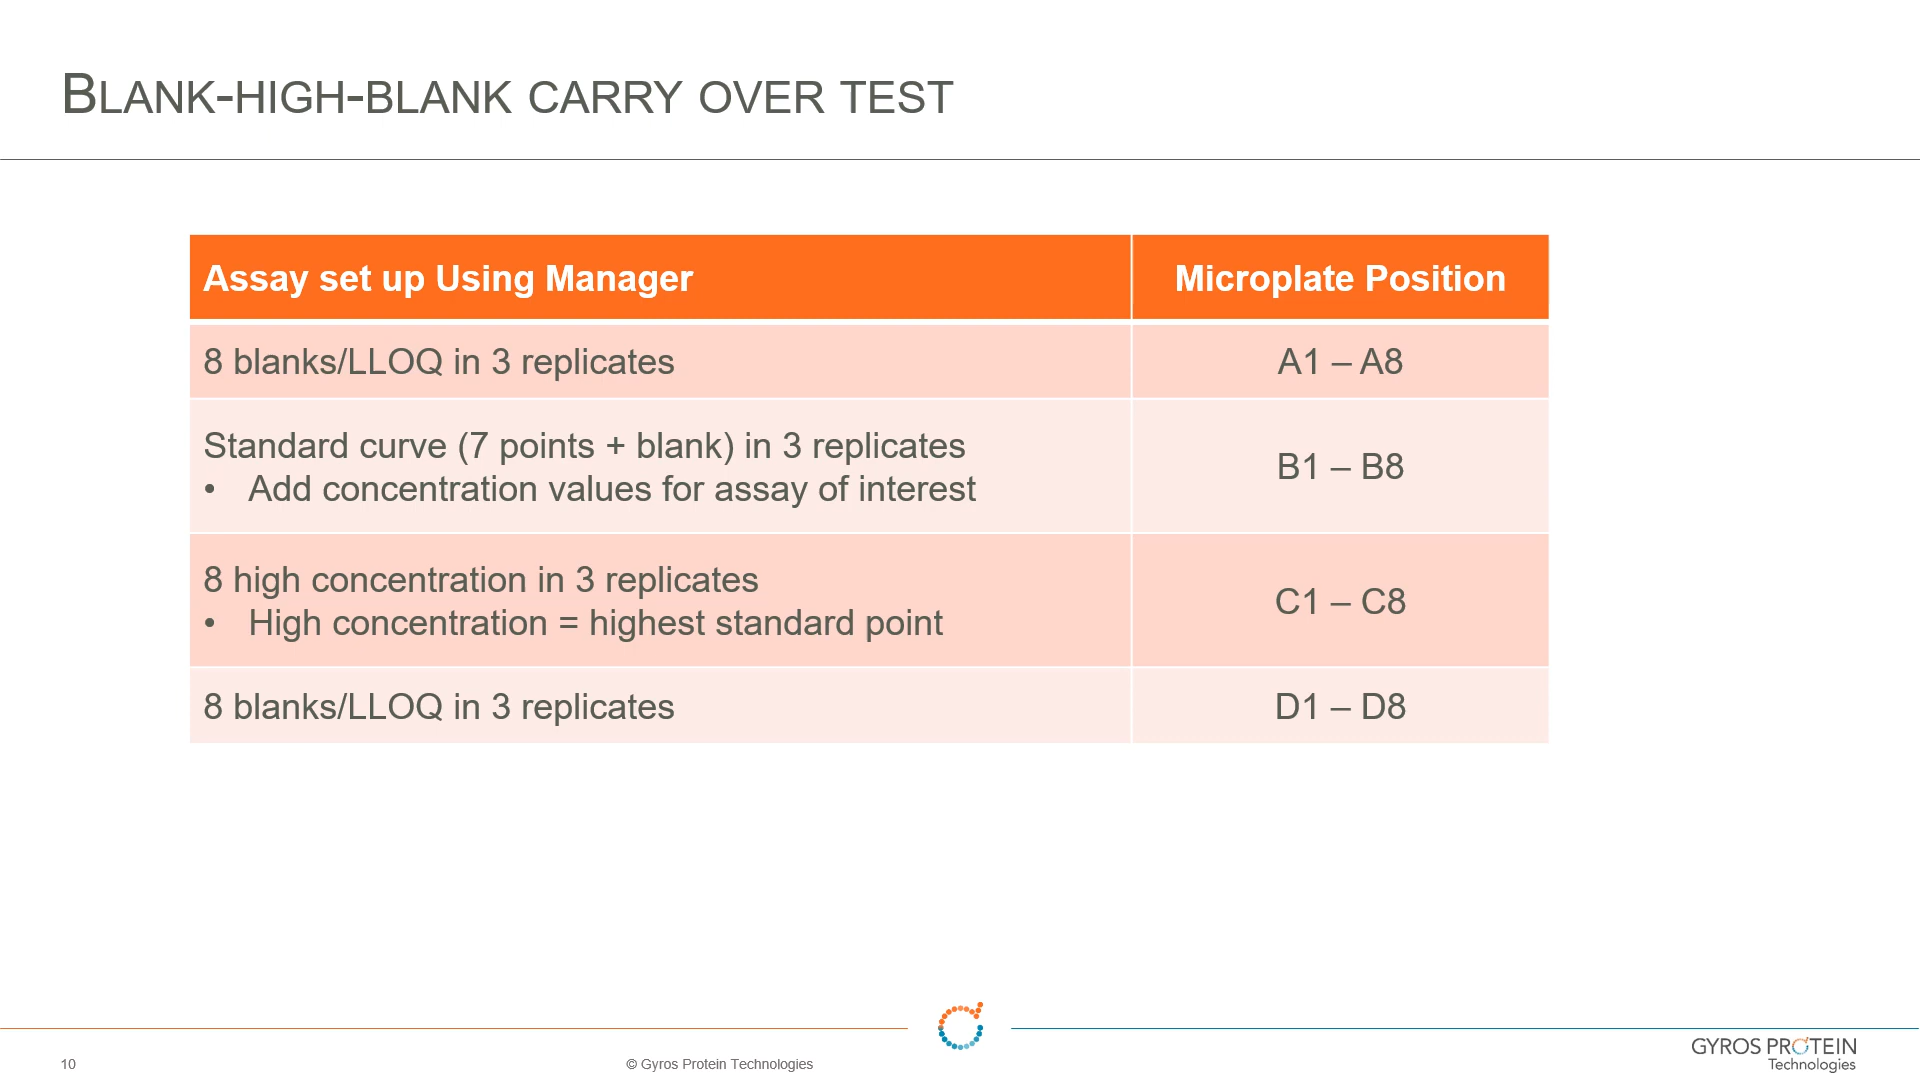 BLANK-HIGH-BLANK CARRY OVER TEST
Assay set up Using Manager
Microplate Position
8 blanks/LLOQ in 3 replicates
A1 – A8
Standard curve (7 points + blank) in 3 replicates
• Add concentration values for assay of interest
B1 – B8
8 high concentration in 3 replicates
• High concentration = highest standard point
C1 – C8
8 blanks/LLOQ in 3 replicates
D1 – D8
10
© Gyros Protein Technologies
GYROS PROTEIN
Technologies